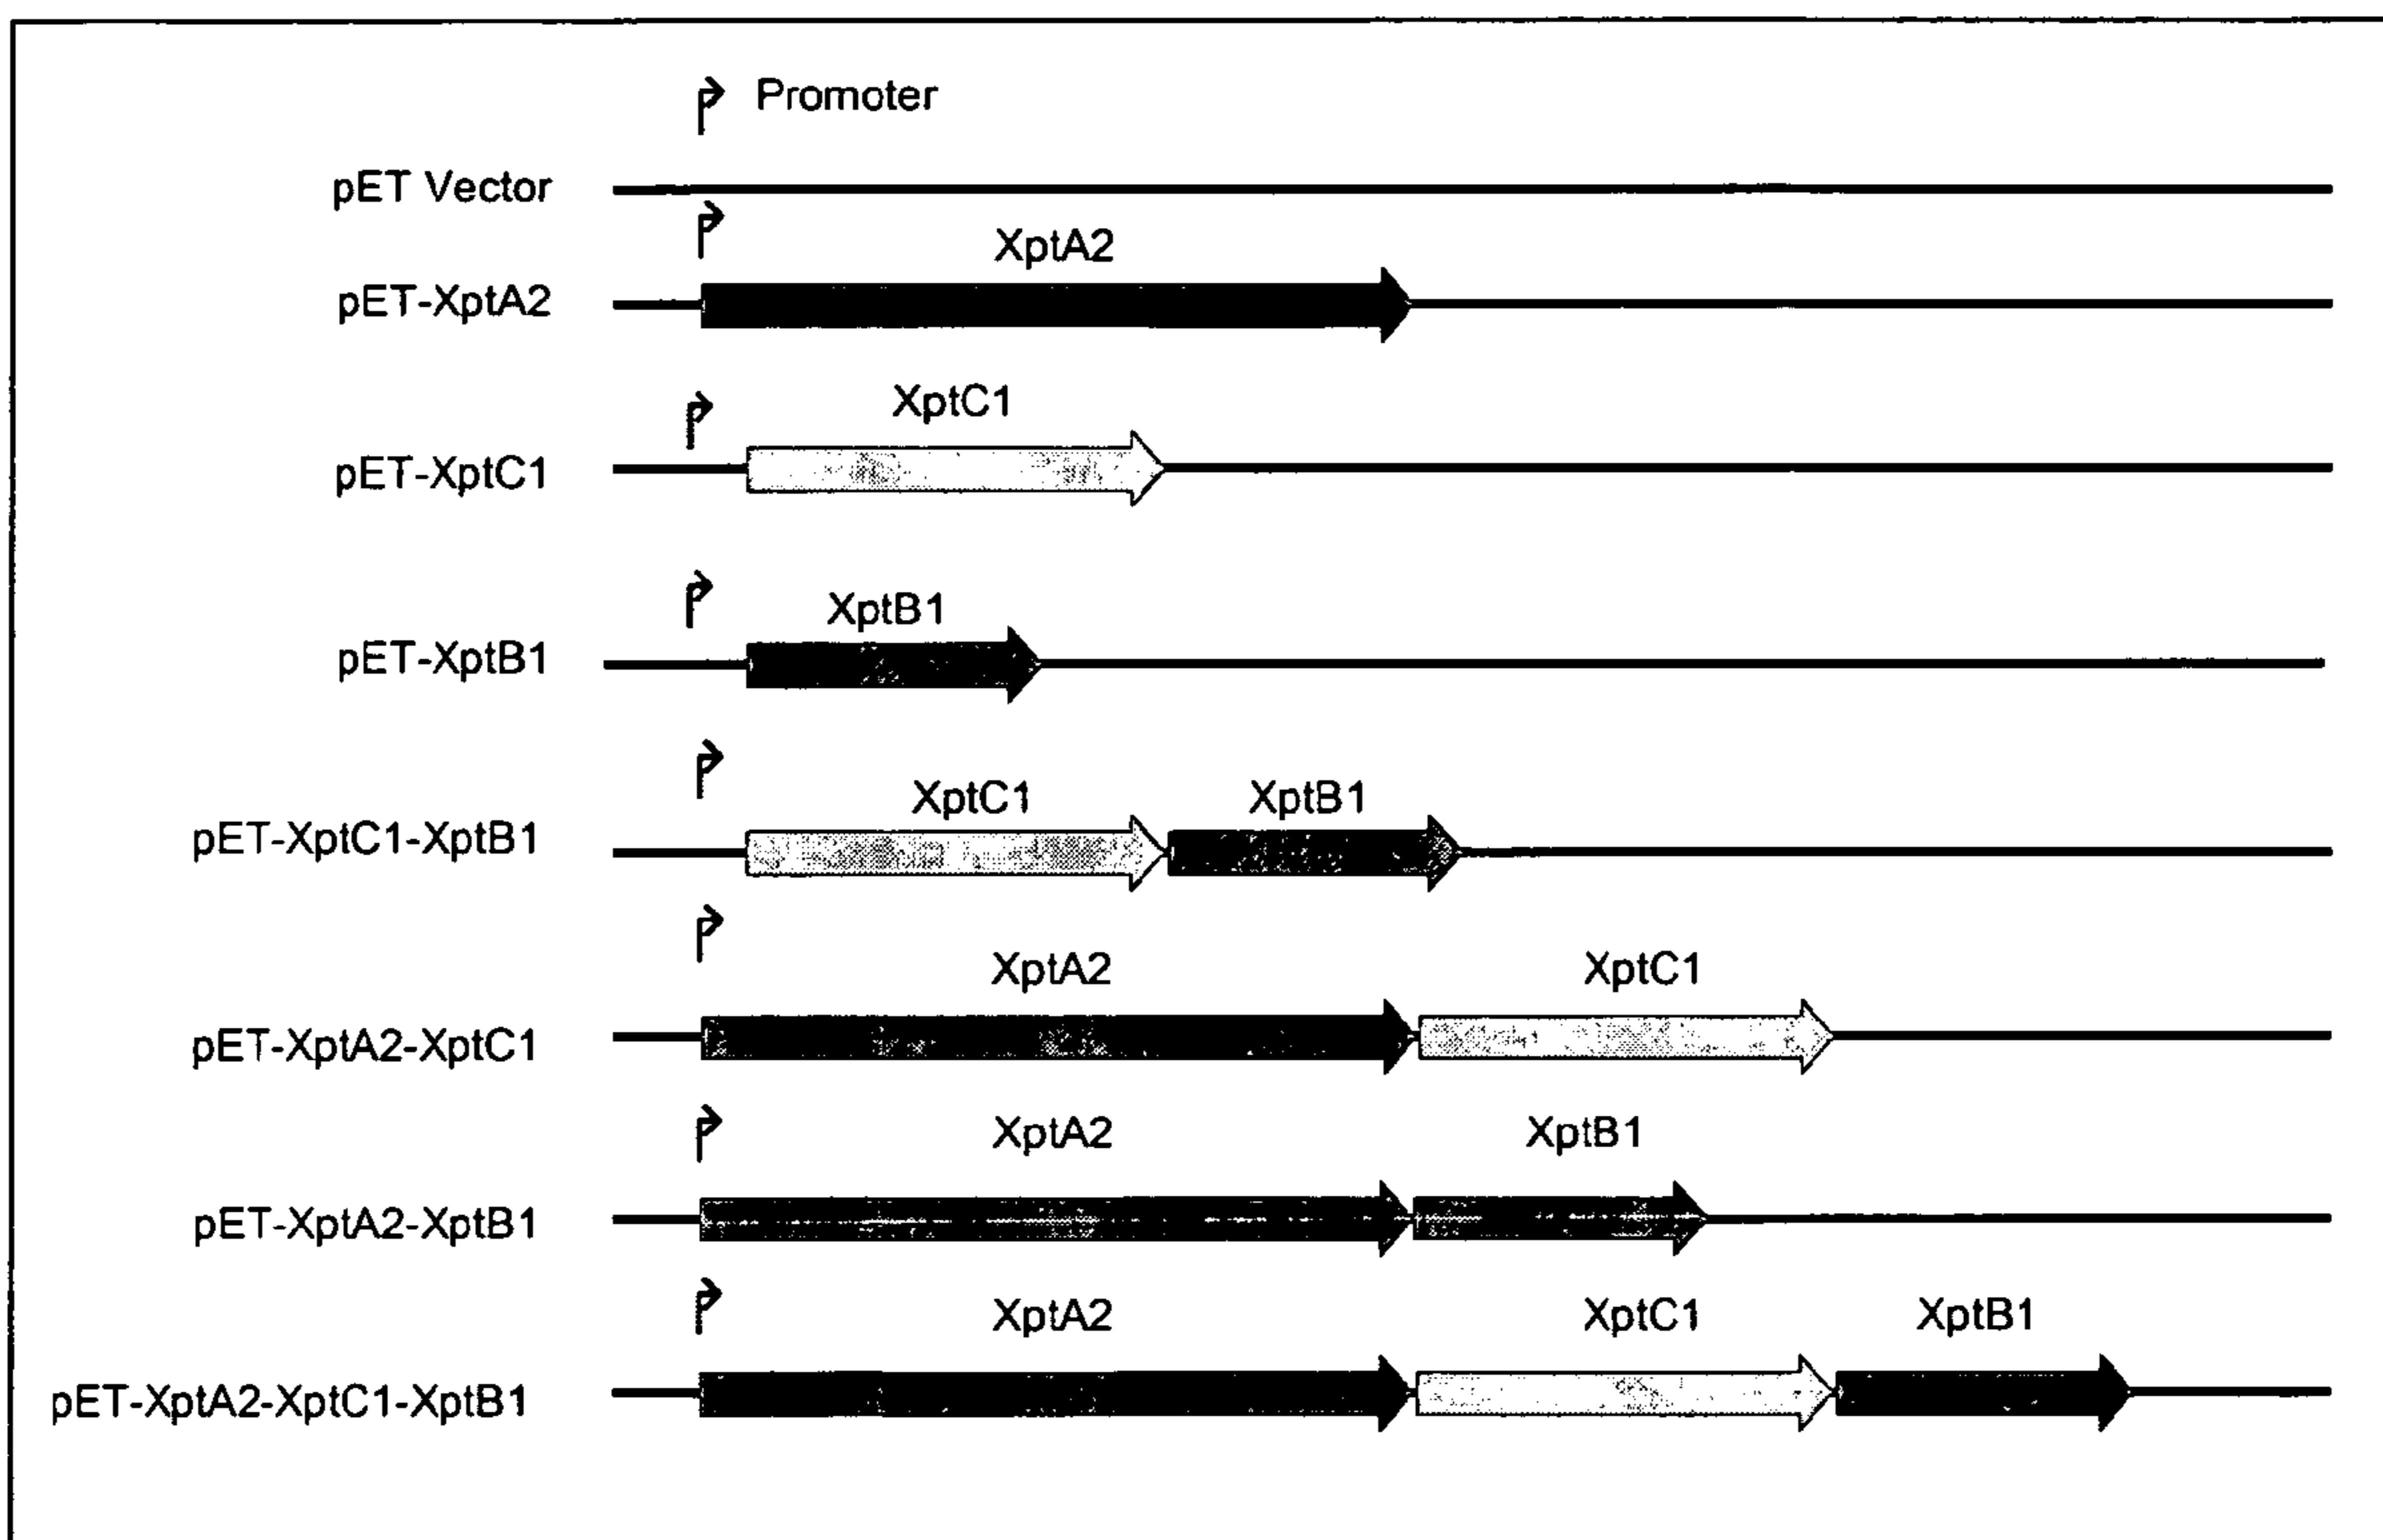 Promoter
pET Vector
XptA2
pET-XptA2
XptC1
pET-XptC1
XptB1
pET-XptB1
XptC1 XptB1
pET-XptC1-XptB1
XptA2 XptC1
pET-XptA2-XptC1
XptA2 XptB1
pET-XptA2-XptB1
XptA2 XptC1 XptB1
pET-XptA2-XptC1-XptB1